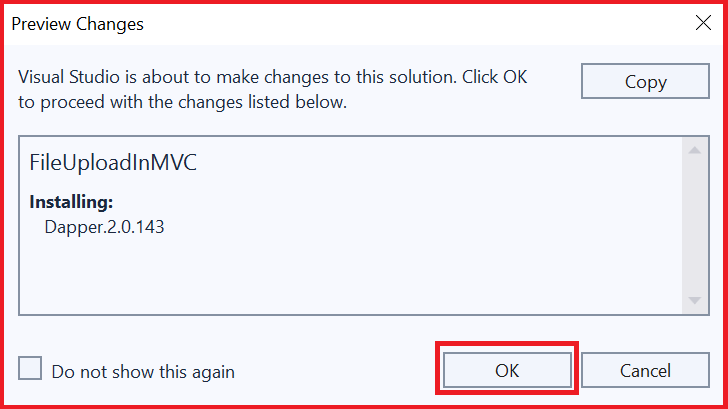 Preview Changes
Visual Studio is about to make changes to this solution. Click OK
to proceed with the changes listed below.
Copy
FileUploadInMVC
Installing:
Dapper.2.0.143
Do not show this again
OK
Cancel